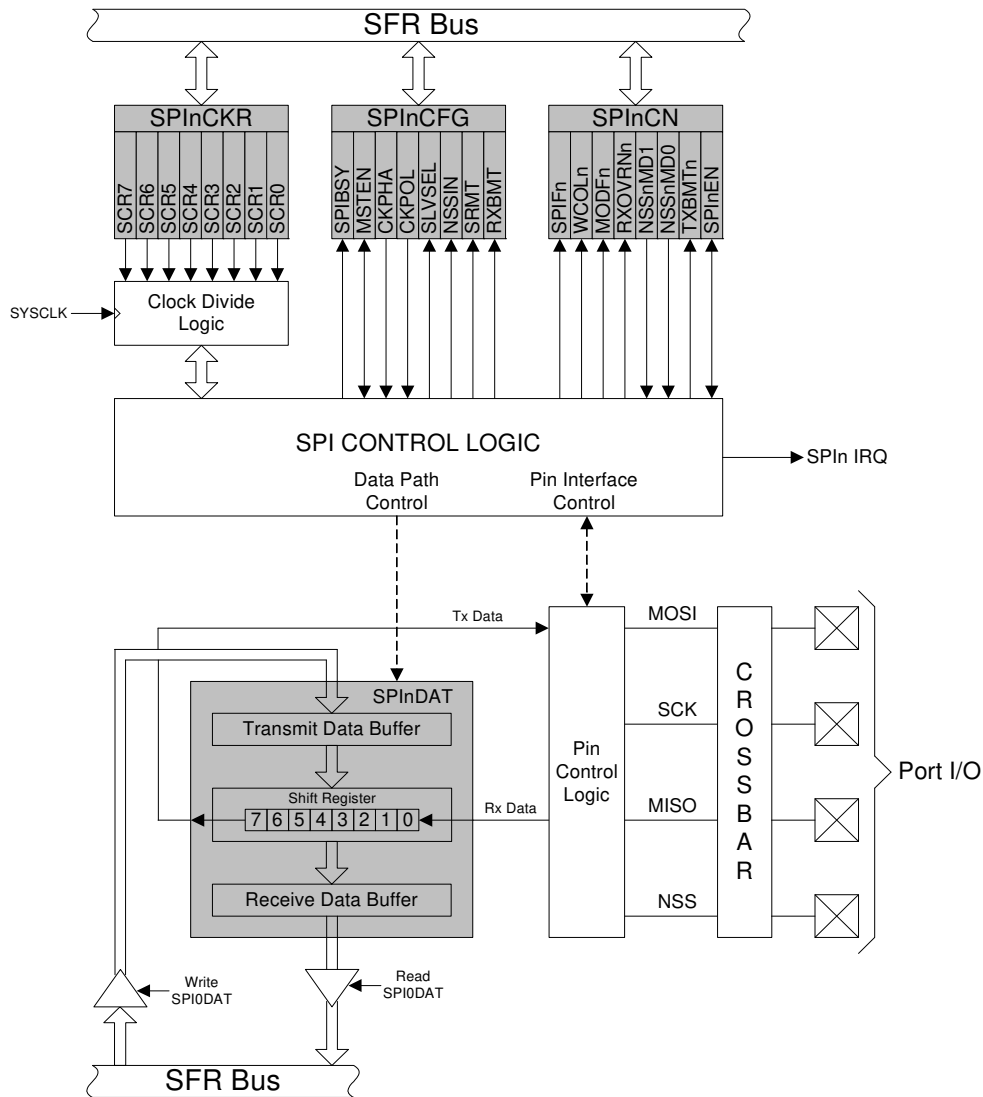 SFR Bus
SPInCKR
SCR7
SCR6
SCR5
SCR4
SCR3
SCR2
SCR1
SCR0
SPInCFG
SPIBSY
MSTEN
CKPHA
CKPOL
SLVSEL
NSSIN
SRMT
RXBMT
SPInCN
SPIFn
WCOLn
MODFn
RXOVRNn
NSSnMD1
NSSnMD0
TXBMTn
SPInEN
SYSCLK
Clock Divide
Logic
SPI CONTROL LOGIC
Data Path
Control
Pin Interface
Control
SPIn IRQ
Tx Data
SPInDAT
Transmit Data Buffer
Shift Register
7 6 5 4 3 2 1 0
Rx Data
Receive Data Buffer
Pin
Control
Logic
MOSI
SCK
MISO
NSS
CROSSBAR
Port I/O
Write
SPI0DAT
Read
SPI0DAT
SFR Bus